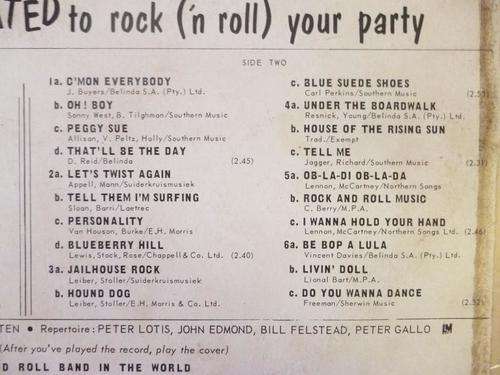 ATED to rock ('n roll) your party
SIDE TWO
1a. C'MON EVERYBODY
J. Buyers/Belinda S.A. (Pty.) Ltd.
b. OH! BOY
Sonny West, B. Tilghman/Southern Music
c. PEGGY SUE
Allison, V. Peltz, Holly/Southern Music
d. THAT'LL BE THE DAY
D. Reid/Belinda (2.45)
2a. LET'S TWIST AGAIN
Appell, Mann/Suiderkruismusiek
b. TELL THEM I'M SURFING
Sloan, Barri/Laetrec
c. PERSONALITY
Van Houson, Burke/E.H. Morris
d. BLUEBERRY HILL
Lewis, Stock, Rose/Chappell & Co. Ltd. (2.40)
3a. JAILHOUSE ROCK
Leiber, Stoller/Suiderkruismusiek
b. HOUND DOG
Leiber, Stoller/E.H. Morris & Co. Ltd.
c. BLUE SUEDE SHOES
Carl Perkins/Southern Music
4a. UNDER THE BOARDWALK
Resnick, Young/Belinda S.A. (Pty.) Ltd.
b. HOUSE OF THE RISING SUN
Trad./Exempt
c. TELL ME
Jagger, Richard/Southern Music (2.31)
5a. OB-LA-DI OB-LA-DA
Lennon, McCartney/Northern Songs
b. ROCK AND ROLL MUSIC
C. Berry/M.P.A.
c. I WANNA HOLD YOUR HAND
Lennon, McCartney/Northern Songs Ltd. (2.46)
6a. BE BOP A LULA
Vincent Davies/Belinda S.A. (Pty.) Ltd.
b. LIVIN' DOLL
Lional Bart/M.P.A.
c. DO YOU WANNA DANCE
Freeman/Sherwin Music
TEN • Repertoire: PETER LOTIS, JOHN EDMOND, BILL FELSTEAD, PETER GALLO
(After you've played the record, play the cover)
D ROLL BAND IN THE WORLD